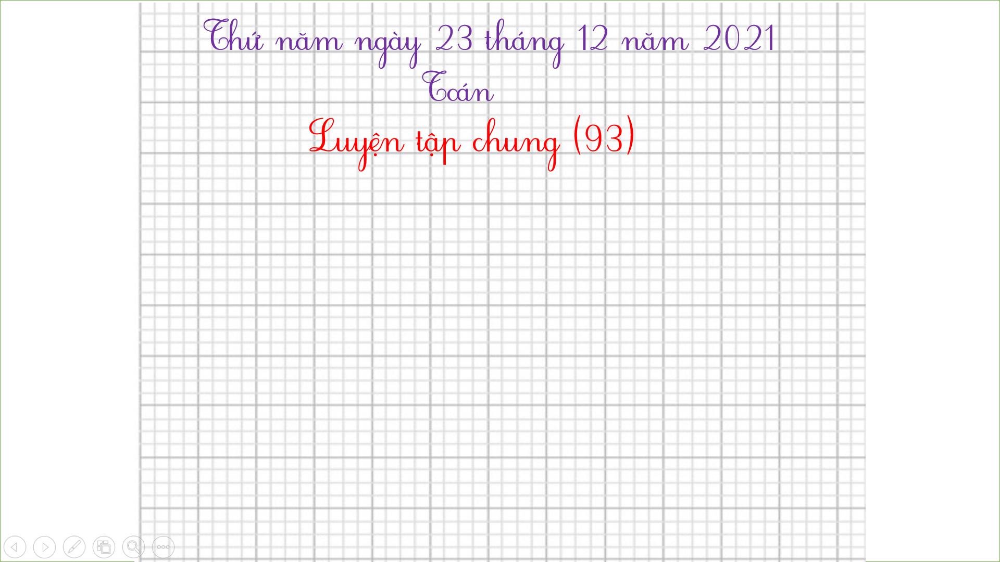 Thứ năm ngày 23 tháng 12 năm 2021
Toán
Luyện tập chung (93)